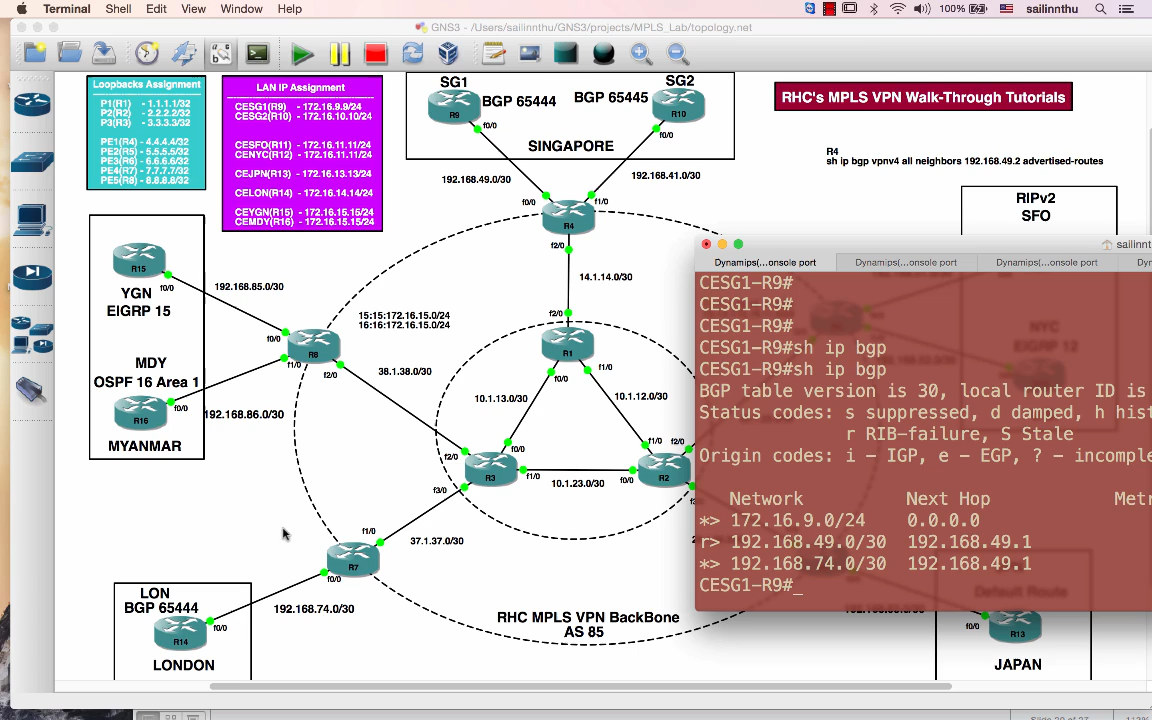 Terminal Shell Edit View Window Help 100% sailinnthu
GNS3 - /Users/sailinnthu/GNS3/projects/MPLS_Lab/topology.net
Loopbacks Assignment
P1(R1) - 1.1.1.1/32
P2(R2) - 2.2.2.2/32
P3(R3) - 3.3.3.3/32
PE1(R4) - 4.4.4.4/32
PE2(R5) - 5.5.5.5/32
PE3(R6) - 6.6.6.6/32
PE4(R7) - 7.7.7.7/32
PE5(R8) - 8.8.8.8/32
LAN IP Assignment
CESG1(R9) - 172.16.9.9/24
CESG2(R10) - 172.16.10.10/24
CESFO(R11) - 172.16.11.11/24
CENYC(R12) - 172.16.11.11/24
CEJPN(R13) - 172.16.13.13/24
CELON(R14) - 172.16.14.14/24
CEYGN(R15) - 172.16.15.15/24
CEMDY(R16) - 172.16.15.15/24
SG1
BGP 65444
R9
f0/0
SG2
BGP 65445
R10
f0/0
SINGAPORE
RHC's MPLS VPN Walk-Through Tutorials
R4
sh ip bgp vpnv4 all neighbors 192.168.49.2 advertised-routes
RIPv2
SFO
192.168.49.0/30
192.168.41.0/30
f0/0
f1/0
R4
f2/0
14.1.14.0/30
R15
f0/0
YGN
EIGRP 15
192.168.85.0/30
MDY
OSPF 16 Area 1
R16
f0/0
192.168.86.0/30
MYANMAR
15:15:172.16.15.0/24
16:16:172.16.15.0/24
f0/0
R8
f1/0
f2/0
38.1.38.0/30
f2/0
R1
f0/0
f1/0
10.1.13.0/30
10.1.12.0/30
f2/0
f0/0
R3
f1/0
f3/0
10.1.23.0/30
f1/0
f2/0
f0/0
R2
37.1.37.0/30
f1/0
R7
f0/0
192.168.74.0/30
LON
BGP 65444
R14
f0/0
LONDON
RHC MPLS VPN BackBone
AS 85
sailinn
Dynamips(...onsole port
Dynamips(...onsole port
Dynamips(...onsole port
CESG1-R9#
CESG1-R9#
CESG1-R9#
CESG1-R9#sh ip bgp
CESG1-R9#sh ip bgp
BGP table version is 30, local router ID is
Status codes: s suppressed, d damped, h hist
r RIB-failure, S Stale
Origin codes: i - IGP, e - EGP, ? - incomple
Network Next Hop Metr
*> 172.16.9.0/24 0.0.0.0
r> 192.168.49.0/30 192.168.49.1
*> 192.168.74.0/30 192.168.49.1
CESG1-R9#_
NYC
EIGRP 12
Default Route
f0/0
R13
JAPAN